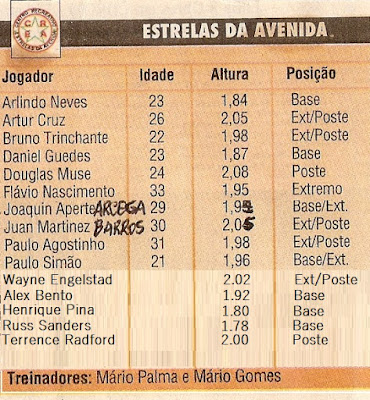 ESTRELAS DA AVENIDA
Jogador Idade Altura Posição
Arlindo Neves 23 1,84 Base
Artur Cruz 26 2,05 Ext/Poste
Bruno Trinchante 22 1,98 Ext/Poste
Daniel Guedes 23 1,87 Base
Douglas Muse 24 2,08 Poste
Flávio Nascimento 33 1,95 Extremo
Joaquin Aperte ARCEGA 29 1,95 Base/Ext.
Juan Martinez BARROS 30 2,05 Ext/Poste
Paulo Agostinho 31 1,98 Ext/Poste
Paulo Simão 21 1,96 Base/Ext.
Wayne Engelstad 2.02 Ext/Poste
Alex Bento 1.92 Base
Henrique Pina 1.80 Base
Russ Sanders 1.78 Base
Terrence Radford 2.00 Poste
Treinadores: Mário Palma e Mário Gomes